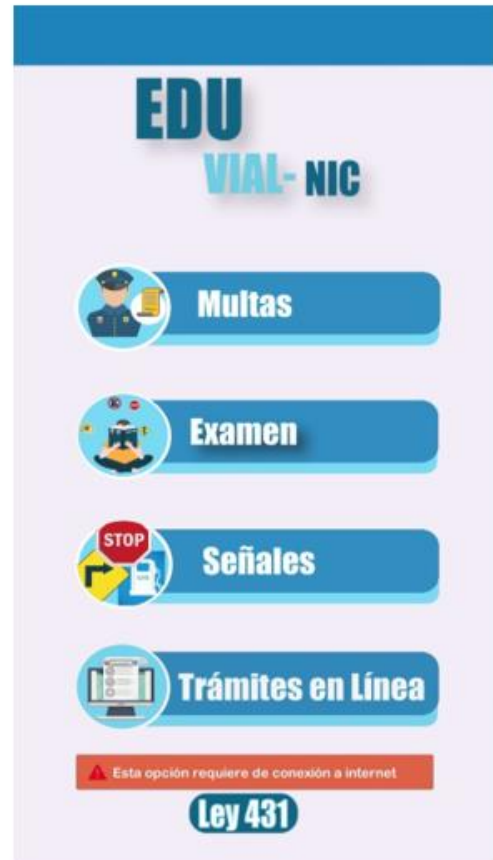 EDU
VIAL- NIC
Multas
Examen
STOP
Señales
Trámites en Línea
Esta opción requiere de conexión a internet
Ley 431